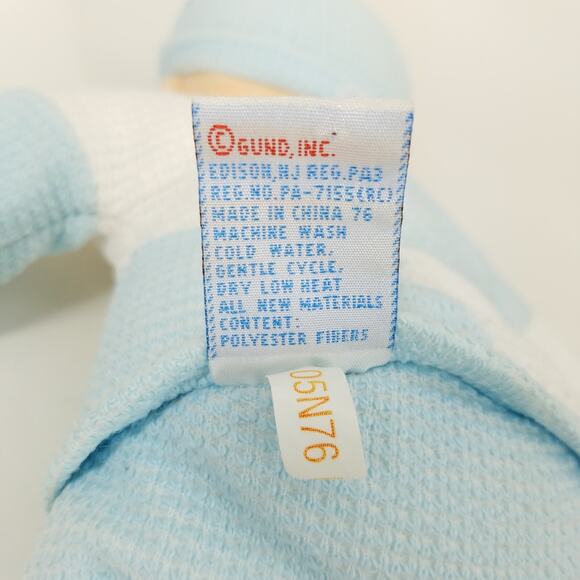 ©GUND, INC.
EDISON, NJ REG.PA3
REG NO.PA-7155(RC)
MADE IN CHINA 76
MACHINE WASH
COLD WATER,
GENTLE CYCLE,
DRY LOW HEAT
ALL NEW MATERIALS
CONTENT:
POLYESTER FIBERS
05N76